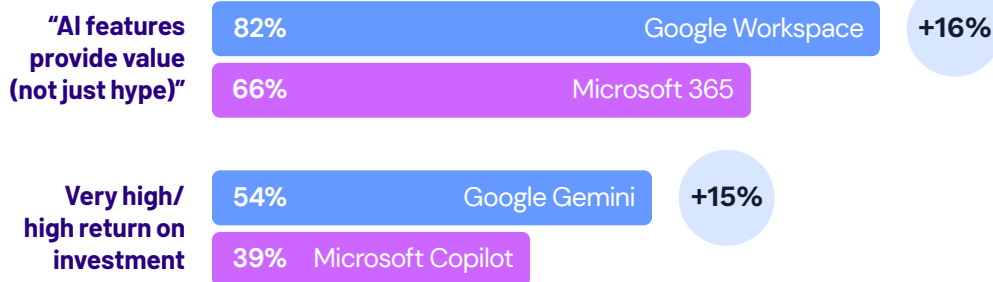 “AI features
provide value
(not just hype)”
82% Google Workspace
+16%
66% Microsoft 365
Very high/
high return on
investment
54% Google Gemini
+15%
39% Microsoft Copilot